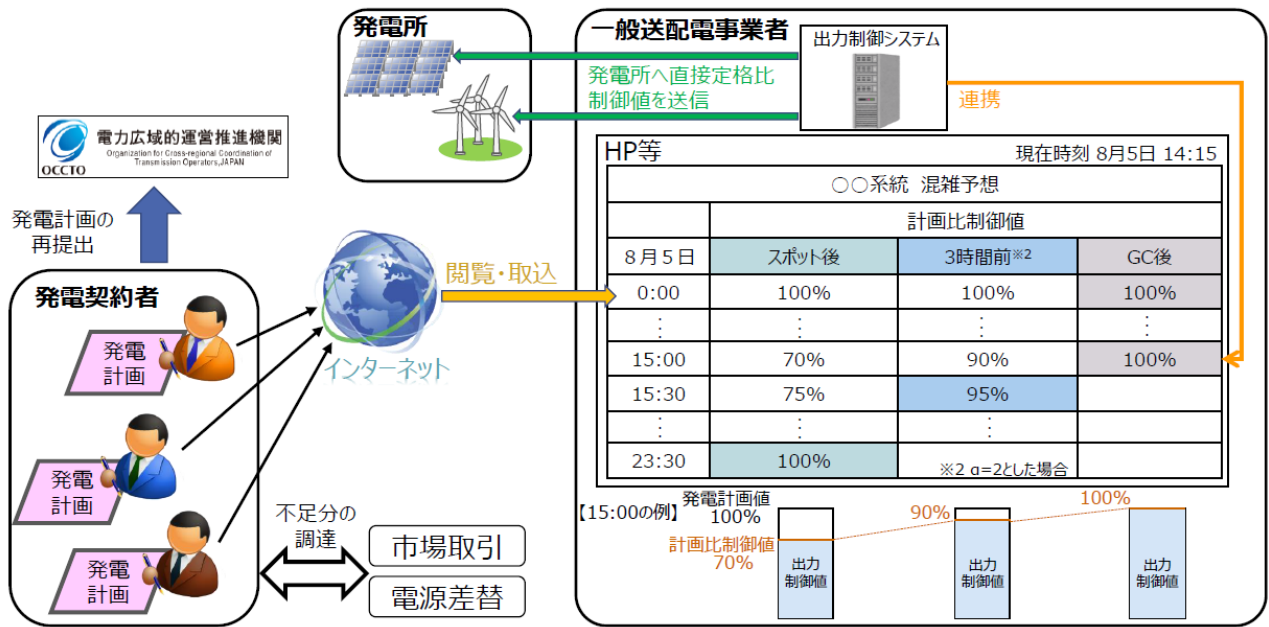 発電所
一般送配電事業者
出力制御システム
発電所へ直接定格比
制御値を送信
連携
OCCTO
電力広域的運営推進機関
Organization for Cross-regional Coordination of
Transmission Operators,JAPAN
発電計画の
再提出
発電契約者
発電
計画
発電
計画
発電
計画
インターネット
閲覧・取込
不足分の
調達
市場取引
電源差替
HP等
現在時刻 8月5日 14:15
○○系統 混雑予想
計画比制御値
8月5日 スポット後 3時間前※2 GC後
0:00 100% 100% 100%
: : : :
15:00 70% 90% 100%
15:30 75% 95%
: : :
23:30 100% ※2 α=2とした場合
【15:00の例】
発電計画値
100%
計画比制御値
70%
90%
100%
出力
制御値
出力
制御値
出力
制御値